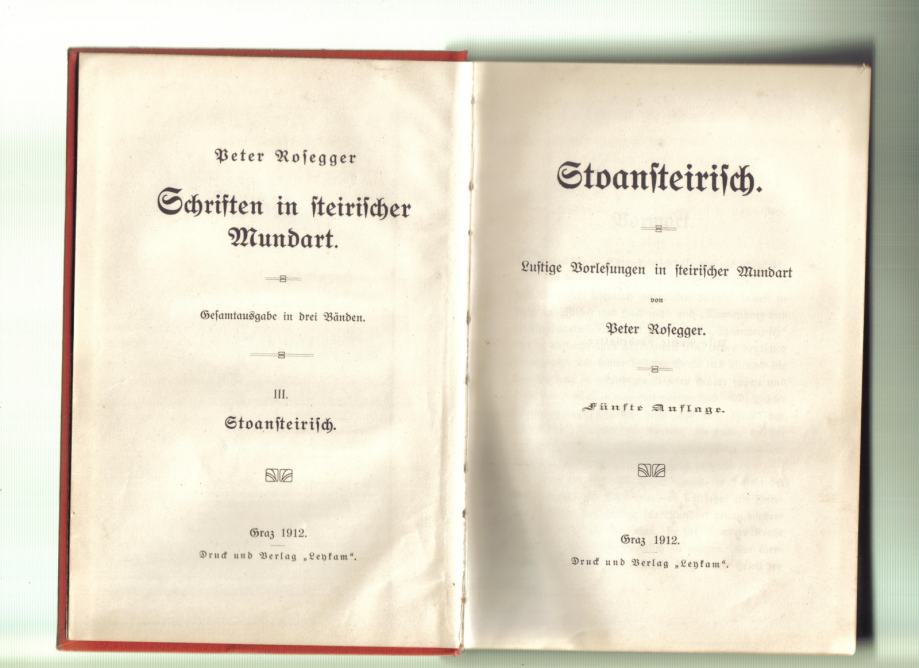 Peter Rosegger
Schriften in steirischer
Mundart.
Gesamtausgabe in drei Bänden.
III.
Stoansteirisch.
Graz 1912.
Druck und Verlag „Leykam“.
Stoansteirisch.
Lustige Vorlesungen in steirischer Mundart
von
Peter Rosegger.
Fünfte Auflage.
Graz 1912.
Druck und Verlag „Leykam“.